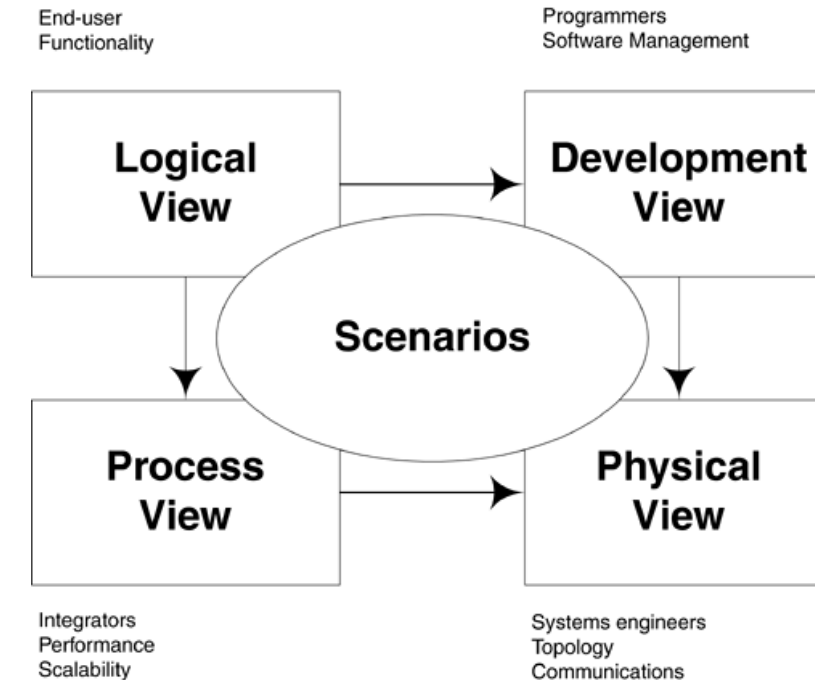 End-user
Functionality
Programmers
Software Management
Logical
View
Development
View
Scenarios
Process
View
Physical
View
Integrators
Performance
Scalability
Systems engineers
Topology
Communications